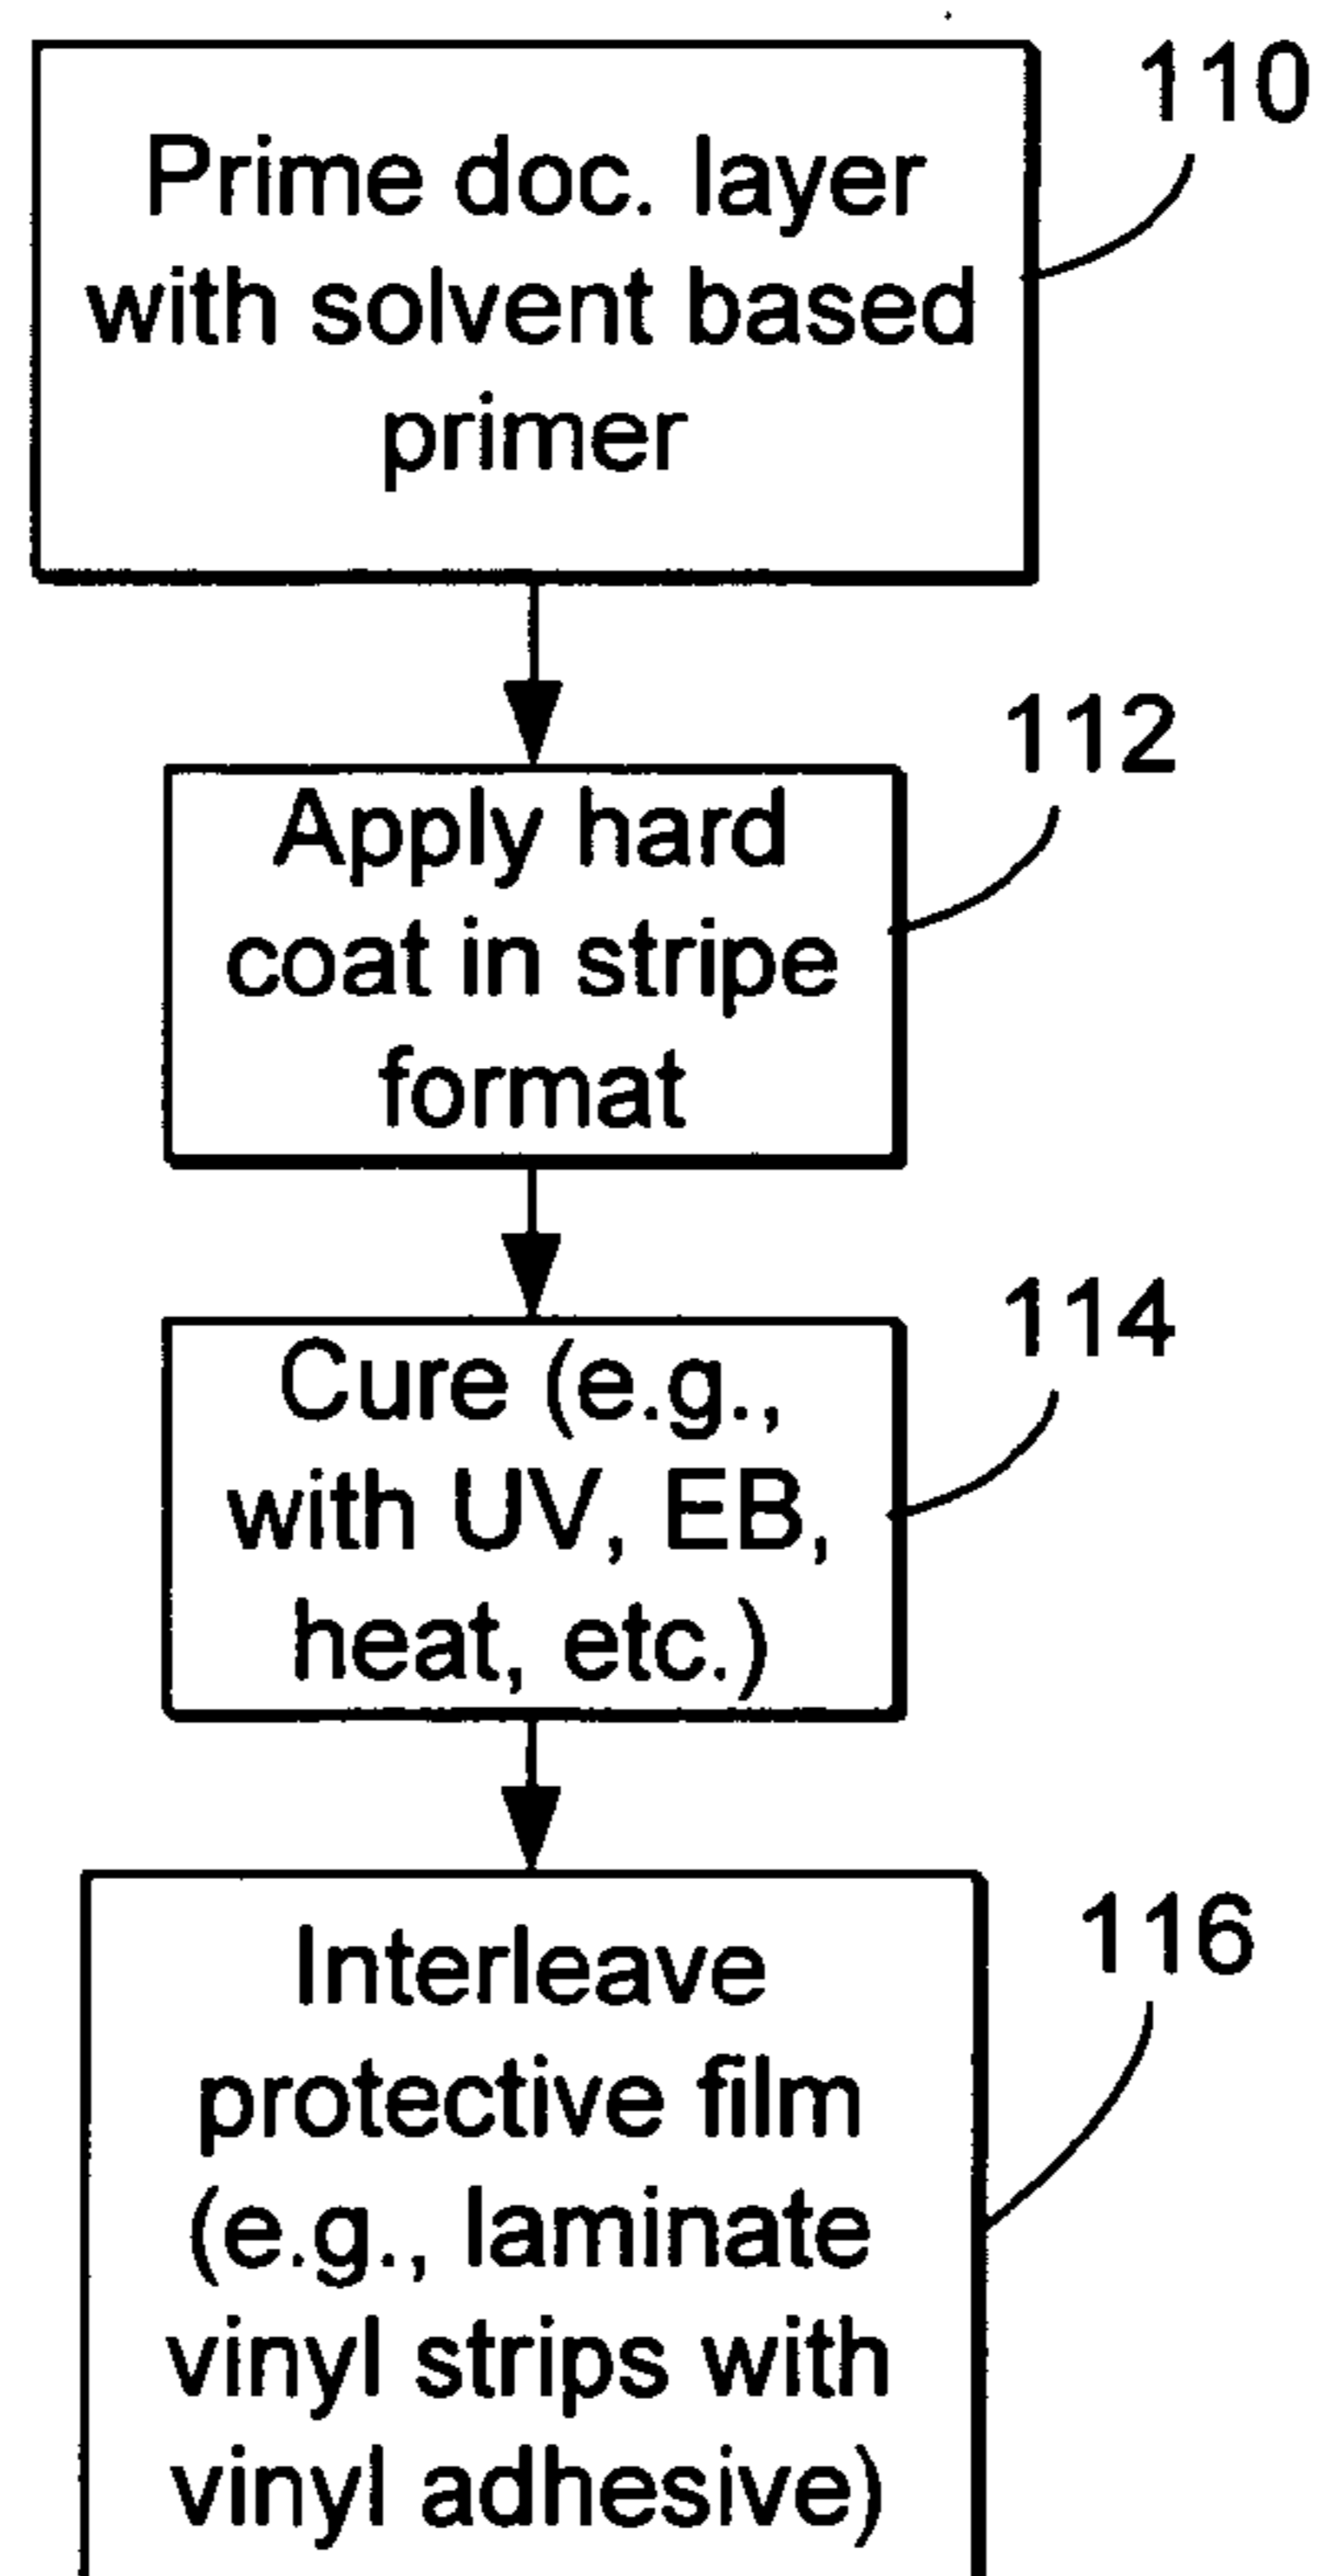 110
Prime doc. layer
with solvent based
primer
112
Apply hard
coat in stripe
format
114
Cure (e.g.,
with UV, EB,
heat, etc.)
116
Interleave
protective film
(e.g., laminate
vinyl strips with
vinyl adhesive)